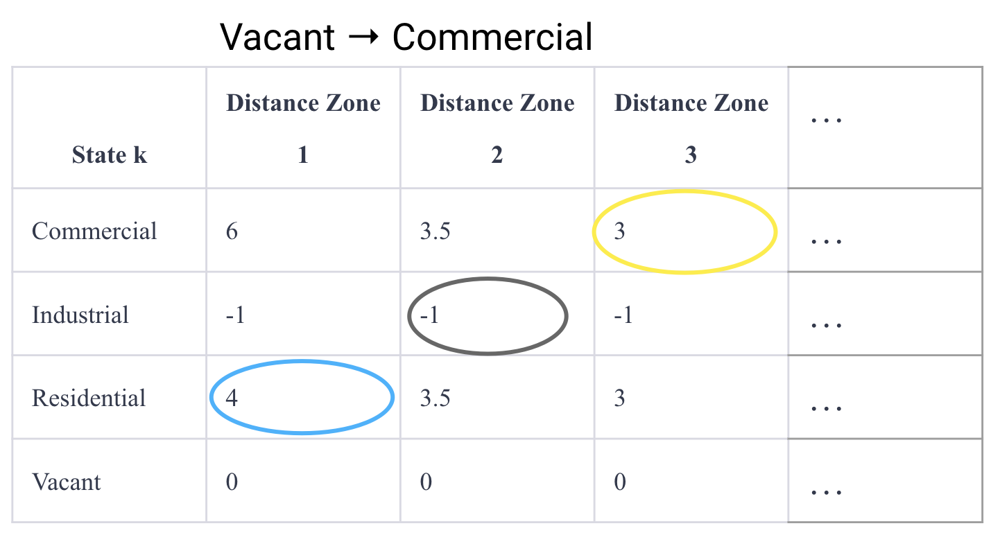 Vacant → Commercial
State k Distance Zone 1 Distance Zone 2 Distance Zone 3 ...
Commercial 6 3.5 3 ...
Industrial -1 -1 -1 ...
Residential 4 3.5 3 ...
Vacant 0 0 0 ...